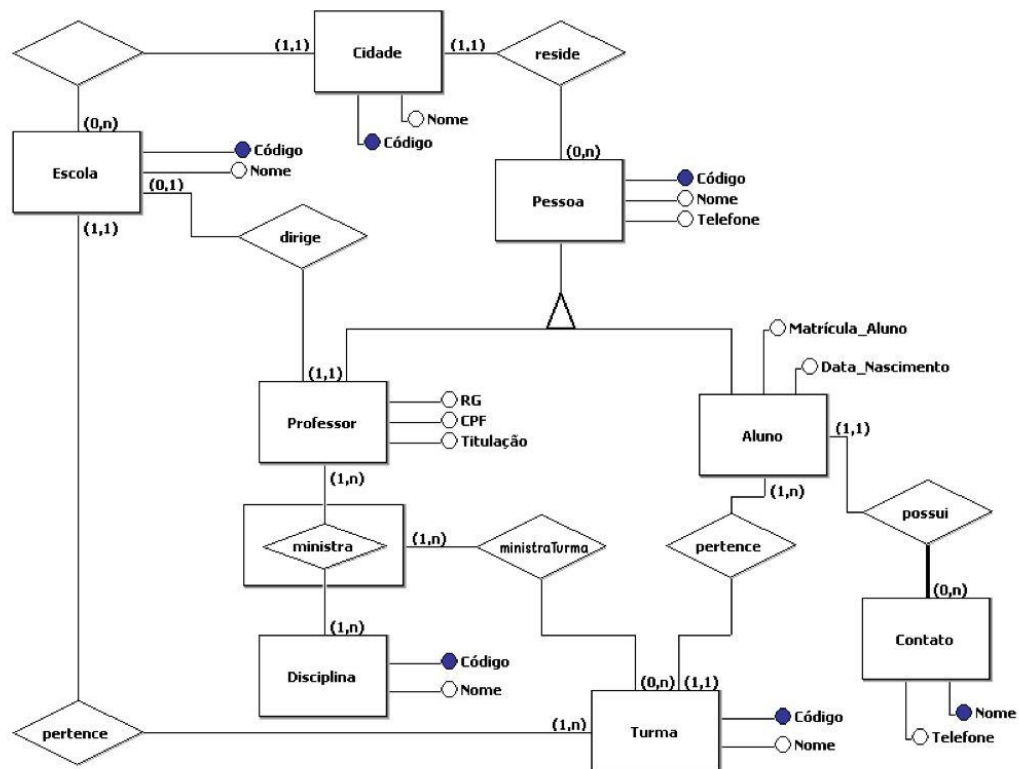 (1,1)
Cidade
(1,1)
reside
Nome
Código
(0,n)
Escola
Código
Nome
(0,1)
(1,1)
(0,n)
Pessoa
Código
Nome
Telefone
dirige
Matrícula_Aluno
Data_Nascimento
(1,1)
Professor
RG
CPF
Titulação
Aluno
(1,1)
(1,n)
(1,n)
ministra
(1,n)
ministraTurma
pertence
possui
(0,n)
Contato
(1,n)
Disciplina
Código
Nome
(0,n)
(1,1)
Nome
Telefone
pertence
(1,n)
Turma
Código
Nome